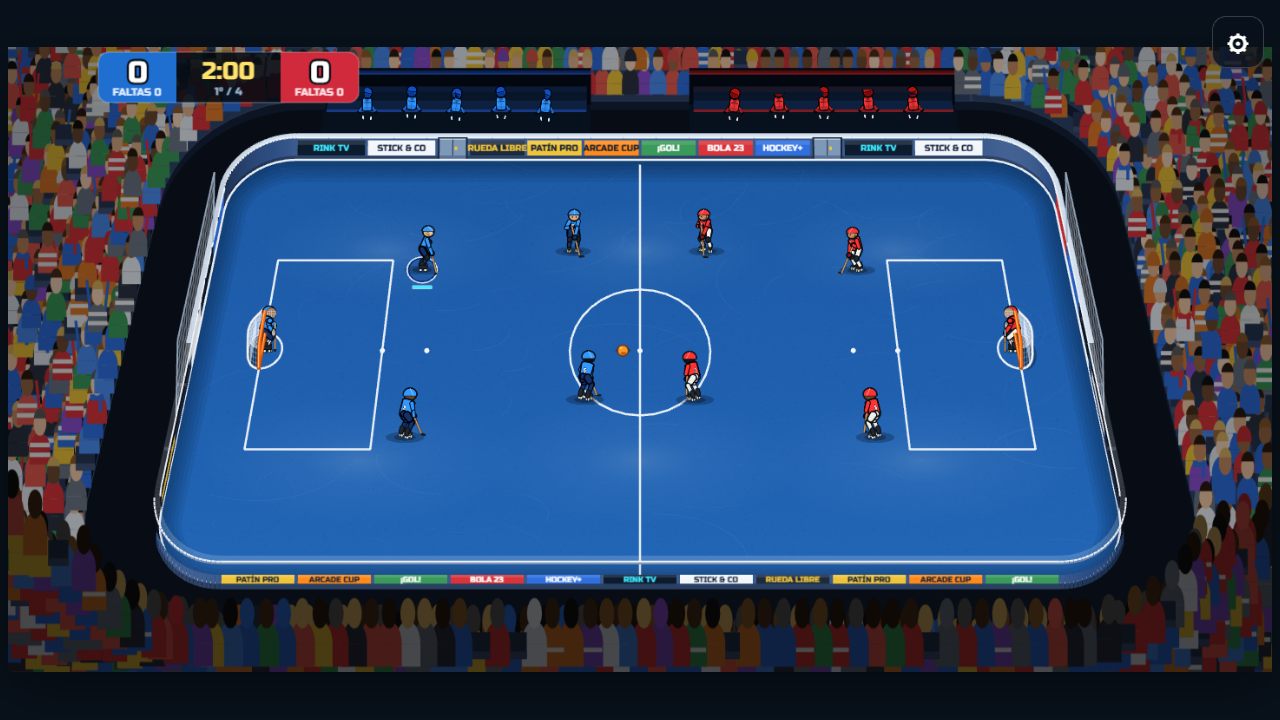 0 2:00 0
FALTAS 0 1º / 4 FALTAS 0
RINK TV STICK & CO RUEDA LIBRE PATÍN PRO ARCADE CUP ¡GOL! BOLA 23 HOCKEY+ RINK TV STICK & CO
PATÍN PRO ARCADE CUP ¡GOL! BOLA 23 HOCKEY+ RINK TV STICK & CO RUEDA LIBRE PATÍN PRO ARCADE CUP ¡GOL!